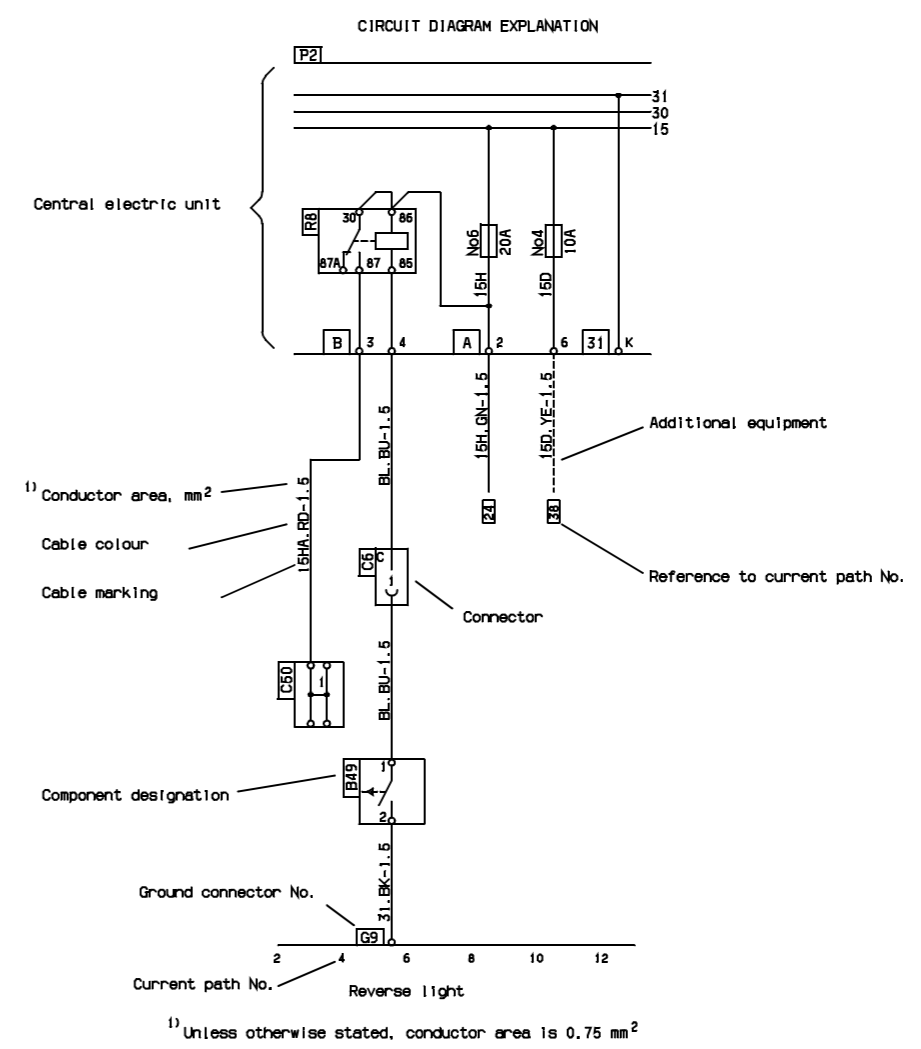 CIRCUIT DIAGRAM EXPLANATION
P2
31
30
15
Central electric unit
R8
30
86
87A
87
85
No6
20A
No4
10A
15H
15D
B
3
4
A
2
6
31
K
15H.GN-1.5
15D.YE-1.5
BL.BU-1.5
Additional equipment
1) Conductor area, mm2
15HA.RD-1.5
24
38
Cable colour
C6
C
1
Reference to current path No.
Cable marking
Connector
C50
1
BL.BU-1.5
B49
1
2
Component designation
31.BK-1.5
Ground connector No.
G9
2 4 6 8 10 12
Current path No.
Reverse light
1) Unless otherwise stated, conductor area is 0,75 mm2